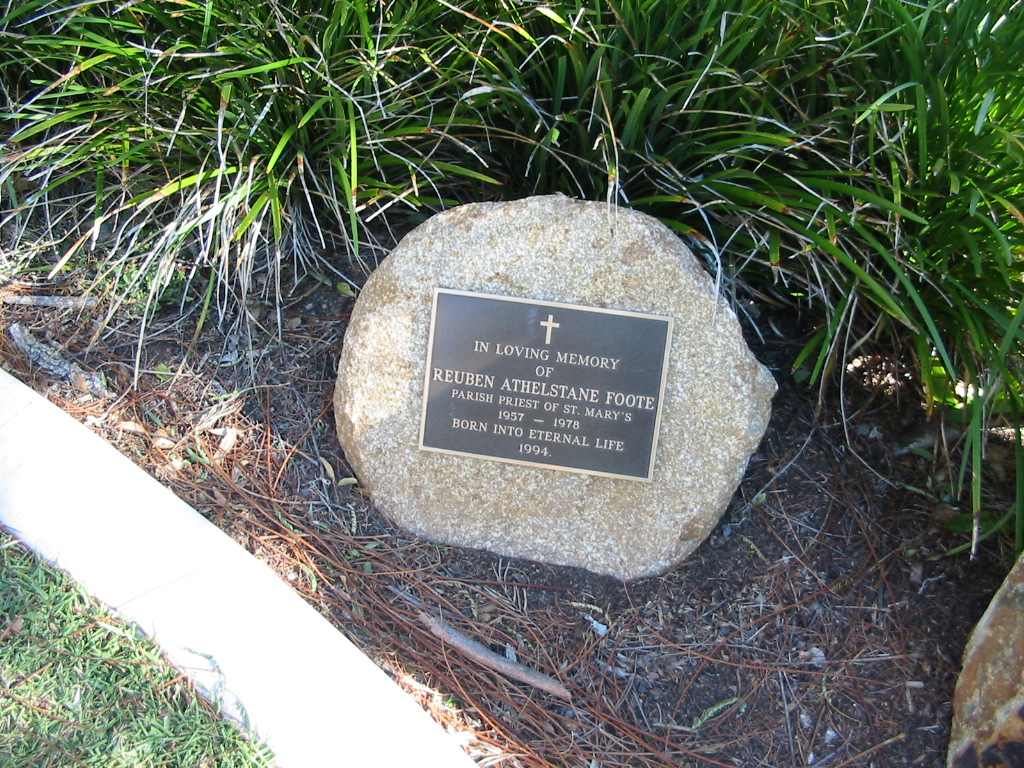 IN LOVING MEMORY
OF
REUBEN ATHELSTANE FOOTE
PARISH PRIEST OF ST. MARY'S
1957 – 1978
BORN INTO ETERNAL LIFE
1994.